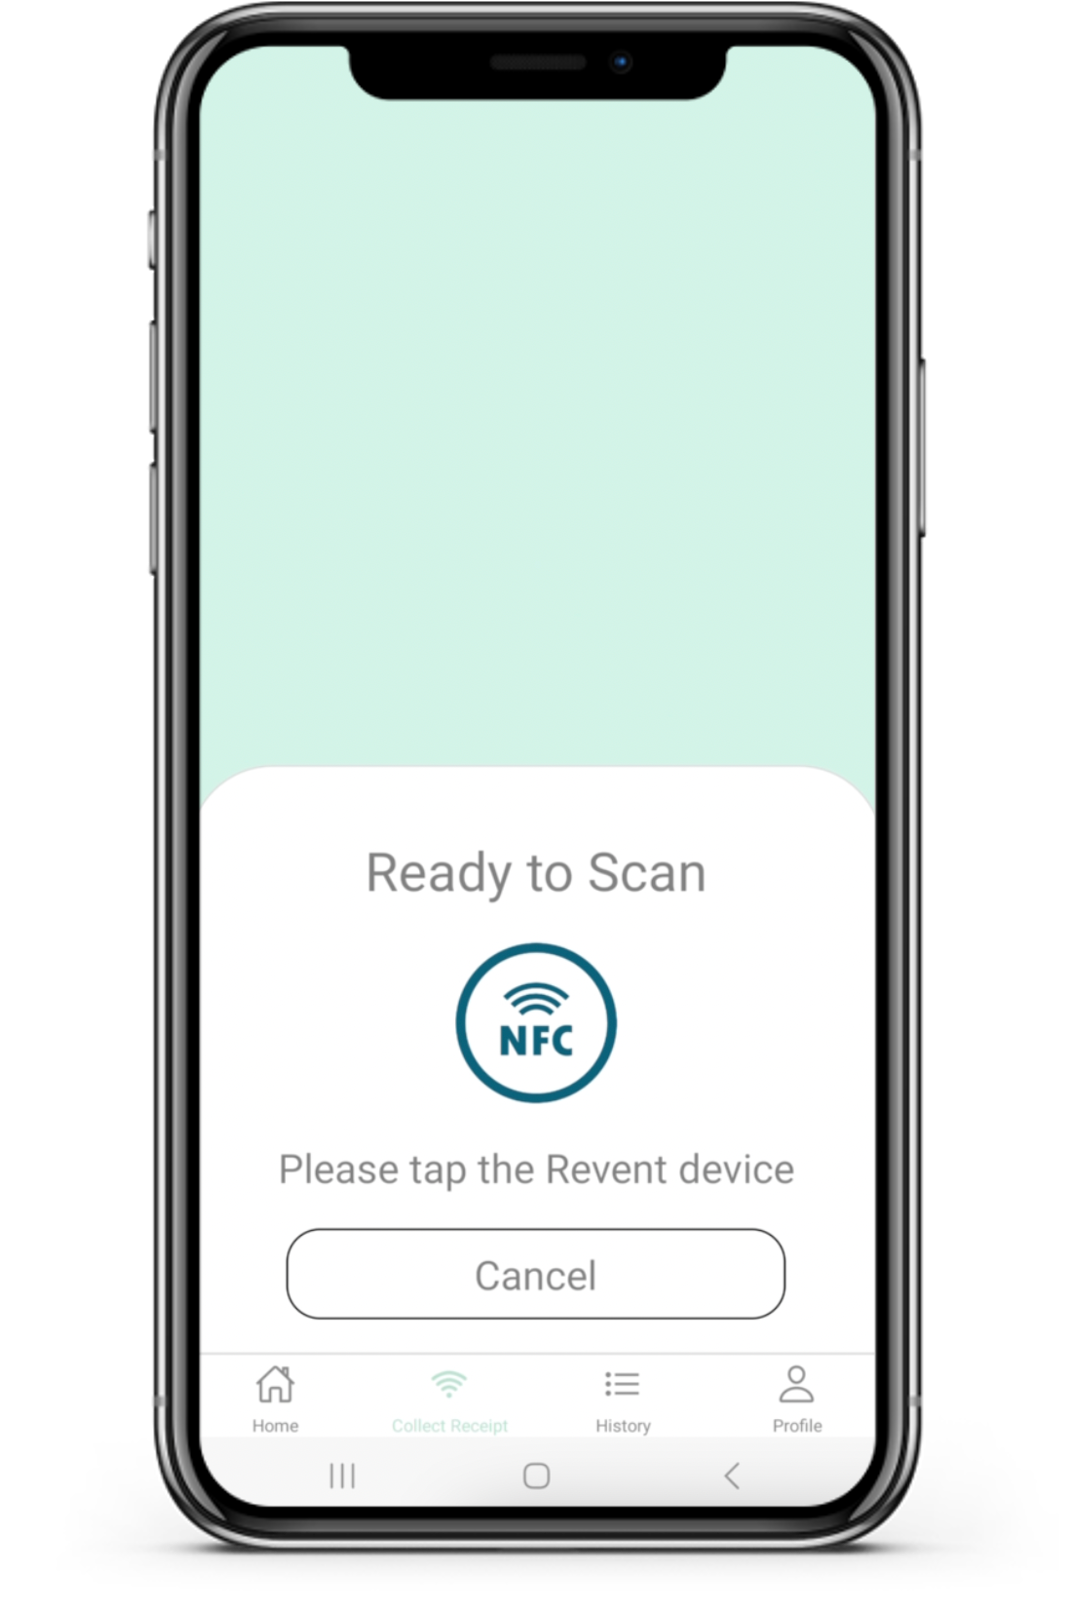 Ready to Scan
NFC
Please tap the Revent device
Cancel
Home Collect Receipt History Profile